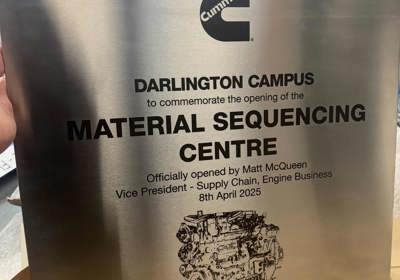 Cummins
DARLINGTON CAMPUS
to commemorate the opening of the
MATERIAL SEQUENCING
CENTRE
Officially opened by Matt McQueen
Vice President - Supply Chain, Engine Business
8th April 2025